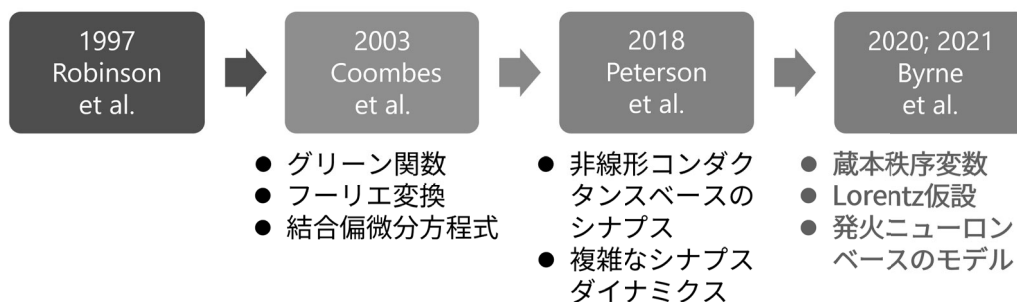 1997
Robinson
et al.
2003
Coombes
et al.
2018
Peterson
et al.
2020; 2021
Byrne
et al.
● グリーン関数
● フーリエ変換
● 結合偏微分方程式
● 非線形コンダク
タンスベースの
シナプス
● 複雑なシナプス
ダイナミクス
● 蔵本秩序変数
● Lorentz仮設
● 発火ニューロン
ベースのモデル